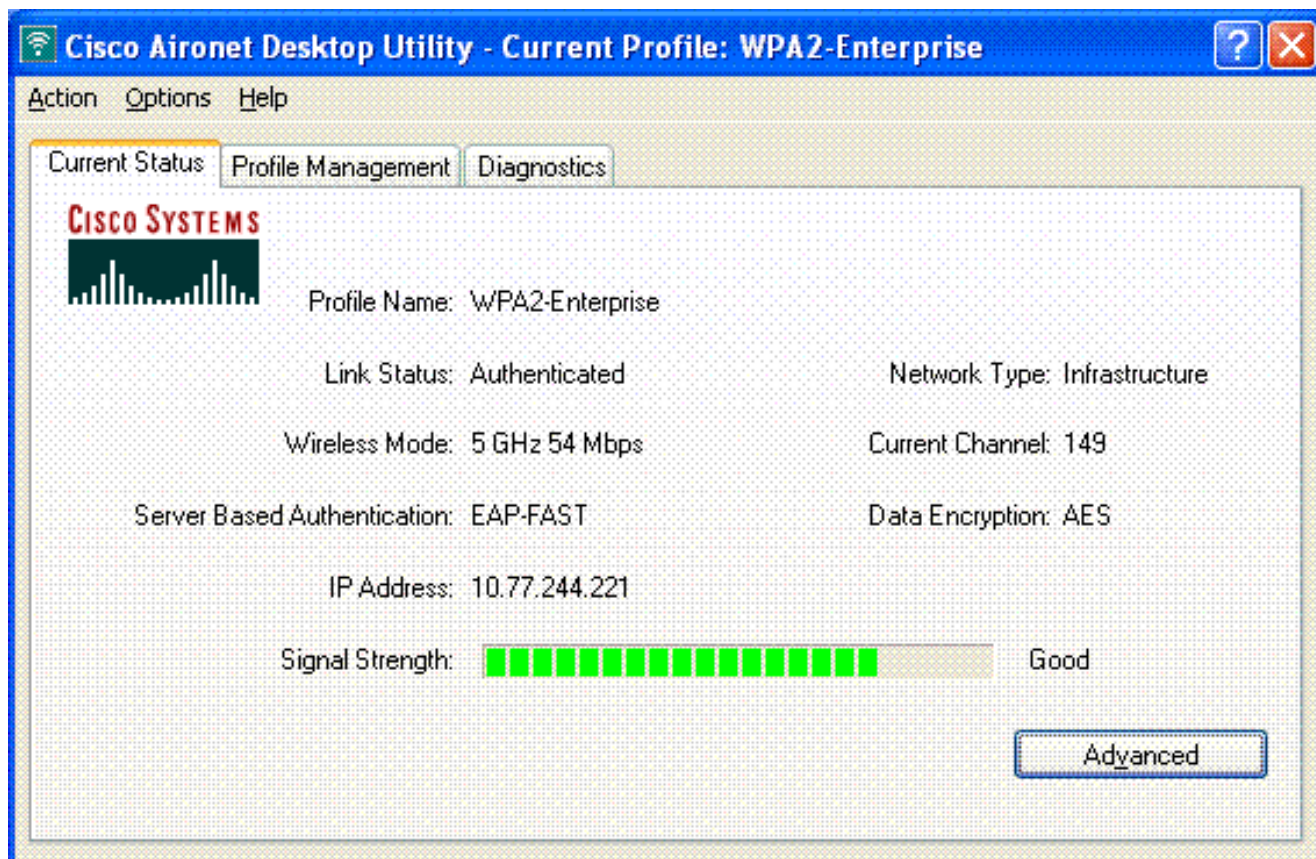 Cisco Aironet Desktop Utility - Current Profile: WPA2-Enterprise
Action Options Help
Current Status Profile Management Diagnostics
CISCO SYSTEMS
Profile Name: WPA2-Enterprise
Link Status: Authenticated Network Type: Infrastructure
Wireless Mode: 5 GHz 54 Mbps Current Channel: 149
Server Based Authentication: EAP-FAST Data Encryption: AES
IP Address: 10.77.244.221
Signal Strength: Good
Advanced